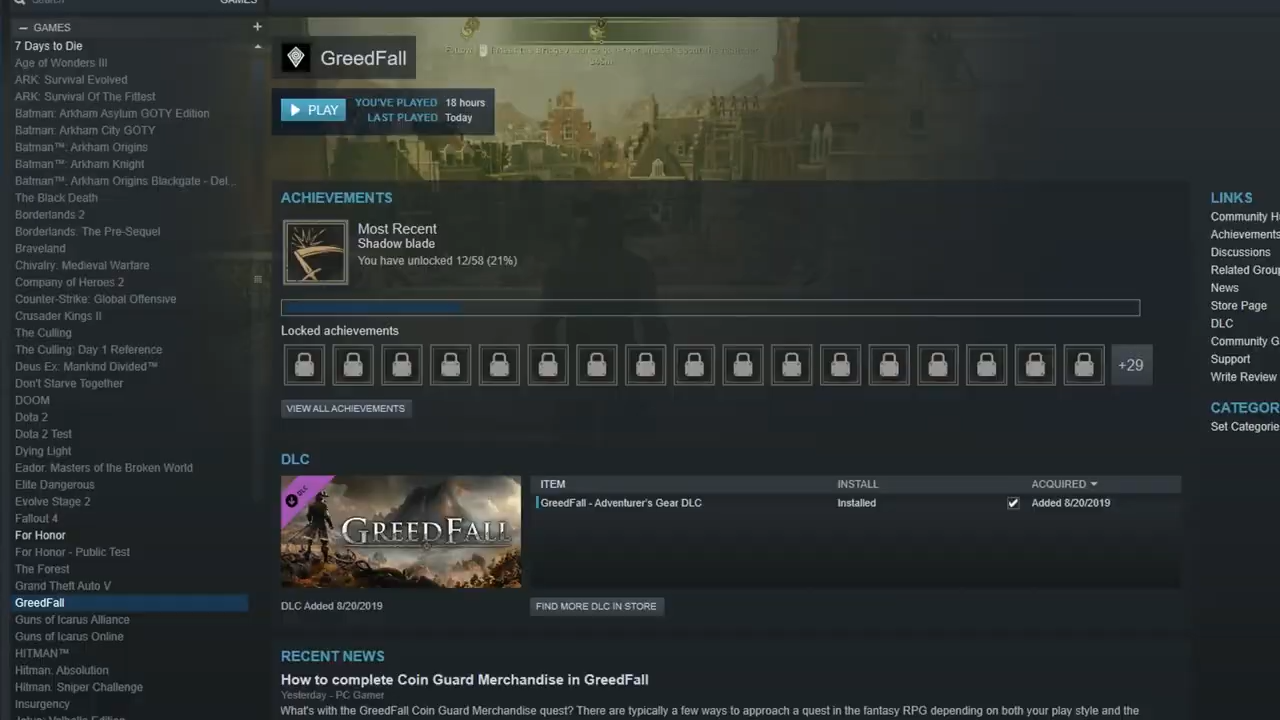 Search
GAMES
GAMES
+
7 Days to Die
Age of Wonders III
ARK: Survival Evolved
ARK: Survival Of The Fittest
Batman: Arkham Asylum GOTY Edition
Batman: Arkham City GOTY
Batman™: Arkham Origins
Batman™: Arkham Knight
Batman™: Arkham Origins Blackgate - Del...
The Black Death
Borderlands 2
Borderlands: The Pre-Sequel
Braveland
Chivalry: Medieval Warfare
Company of Heroes 2
Counter-Strike: Global Offensive
Crusader Kings II
The Culling
The Culling: Day 1 Reference
Deus Ex: Mankind Divided™
Don't Starve Together
DOOM
Dota 2
Dota 2 Test
Dying Light
Eador. Masters of the Broken World
Elite Dangerous
Evolve Stage 2
Fallout 4
For Honor
For Honor - Public Test
The Forest
Grand Theft Auto V
GreedFall
Guns of Icarus Alliance
Guns of Icarus Online
HITMAN™
Hitman: Absolution
Hitman: Sniper Challenge
Insurgency
GreedFall
PLAY
YOU'VE PLAYED 18 hours
LAST PLAYED Today
ACHIEVEMENTS
Most Recent
Shadow blade
You have unlocked 12/58 (21%)
Locked achievements
+29
VIEW ALL ACHIEVEMENTS
DLC
DLC
GREEDFALL
DLC Added 8/20/2019
ITEM INSTALL ACQUIRED
GreedFall - Adventurer's Gear DLC Installed Added 8/20/2019
FIND MORE DLC IN STORE
RECENT NEWS
How to complete Coin Guard Merchandise in GreedFall
Yesterday - PC Gamer
What's with the GreedFall Coin Guard Merchandise quest? There are typically a few ways to approach a quest in the fantasy RPG depending on both your play style and the
LINKS
Community H
Achievements
Discussions
Related Group
News
Store Page
DLC
Community G
Support
Write Review
CATEGOR
Set Categorie